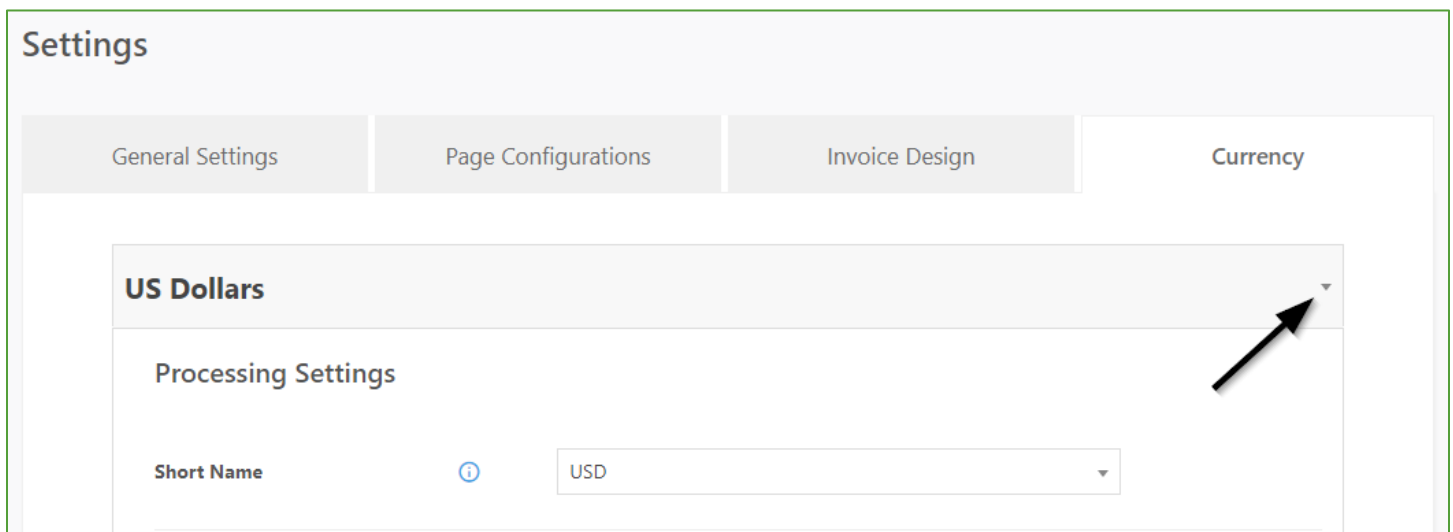 Settings
General Settings
Page Configurations
Invoice Design
Currency
US Dollars
Processing Settings
Short Name
USD